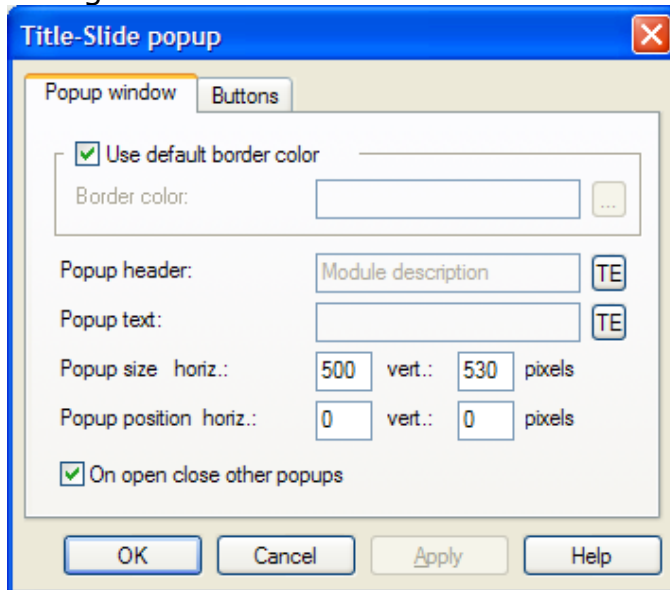 Title-Slide popup
Popup window Buttons
Use default border color
Border color: ...
Popup header: Module description TE
Popup text: TE
Popup size horiz.: 500 vert.: 530 pixels
Popup position horiz.: 0 vert.: 0 pixels
On open close other popups
OK Cancel Apply Help